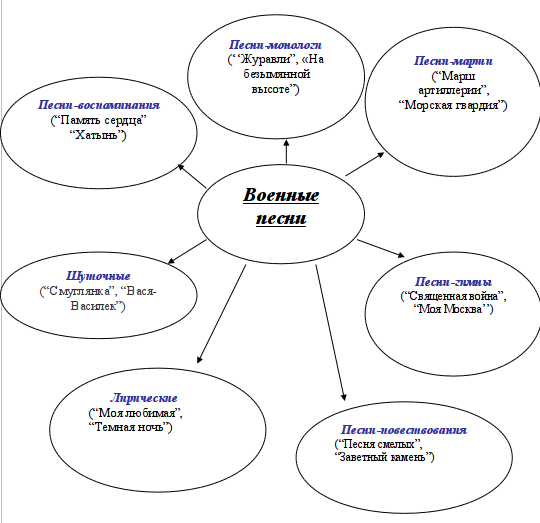 Песни-монологи
(‘‘Журавли”, «На
безымянной
высоте”)
Песни-марши
(“Марш
артиллерии”,
“Морская гвардия”)
Песни-воспоминания
(“Память сердца”
“Хатынь”)
Военные
песни
Шуточные
(“Смуглянка”, “Вася-
Василек”)
Песни-гимны
(“Священная война”,
“Моя Москва’’)
Лирические
(“Моя любимая”,
“Темная ночь”)
Песни-повествования
(“Песня смелых”,
“Заветный камень”)